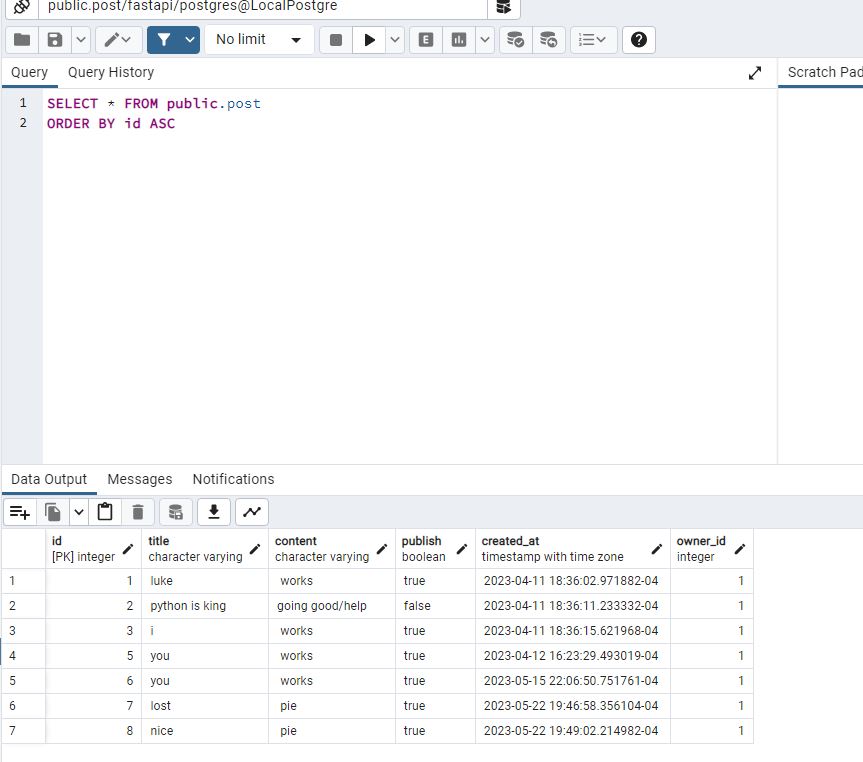 public.post/fastapi/postgres@LocalPostgre
No limit
E
Query Query History Scratch Pad
1 SELECT * FROM public.post
2 ORDER BY id ASC
Data Output Messages Notifications
id title content publish created_at owner_id
[PK] integer character varying character varying boolean timestamp with time zone integer
1 1 luke works true 2023-04-11 18:36:02.971882-04 1
2 2 python is king going good/help false 2023-04-11 18:36:11.233332-04 1
3 3 i works true 2023-04-11 18:36:15.621968-04 1
4 5 you works true 2023-04-12 16:23:29.493019-04 1
5 6 you works true 2023-05-15 22:06:50.751761-04 1
6 7 lost pie true 2023-05-22 19:46:58.356104-04 1
7 8 nice pie true 2023-05-22 19:49:02.214982-04 1